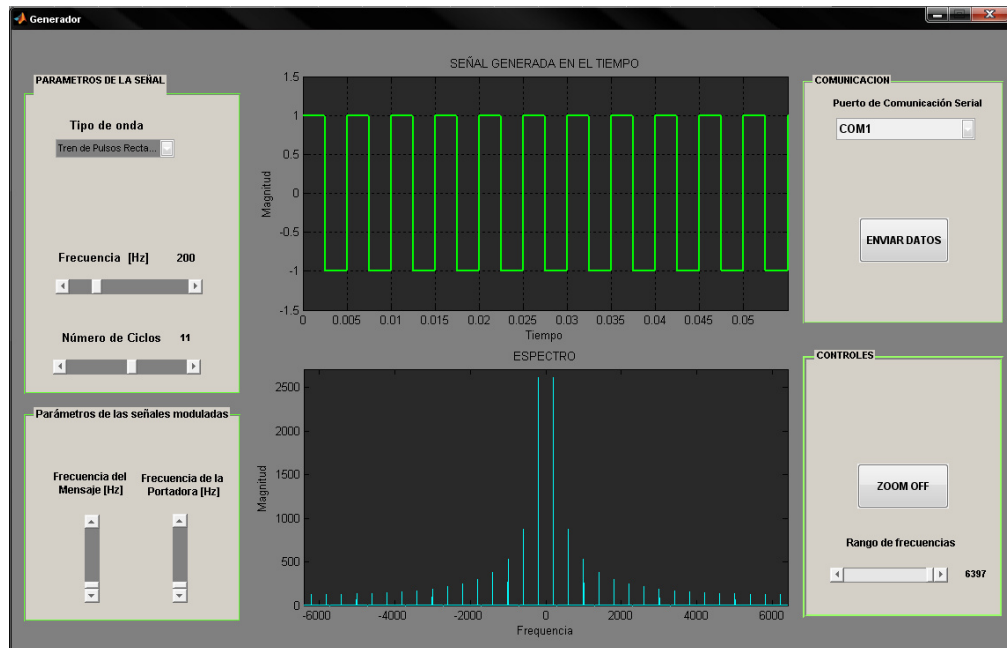 Generador
PARAMETROS DE LA SEÑAL
Tipo de onda
Tren de Pulsos Recta...
Frecuencia [Hz] 200
Número de Ciclos 11
Parámetros de las señales moduladas
Frecuencia del
Mensaje [Hz]
Frecuencia de la
Portadora [Hz]
SEÑAL GENERADA EN EL TIEMPO
Magnitud
1.5
1
0.5
0
-0.5
-1
-1.5
0 0.005 0.01 0.015 0.02 0.025 0.03 0.035 0.04 0.045 0.05
Tiempo
ESPECTRO
Magnitud
2500
2000
1500
1000
500
0
-6000 -4000 -2000 0 2000 4000 6000
Frequencia
COMUNICACION
Puerto de Comunicación Serial
COM1
ENVIAR DATOS
CONTROLES
ZOOM OFF
Rango de frecuencias
6397